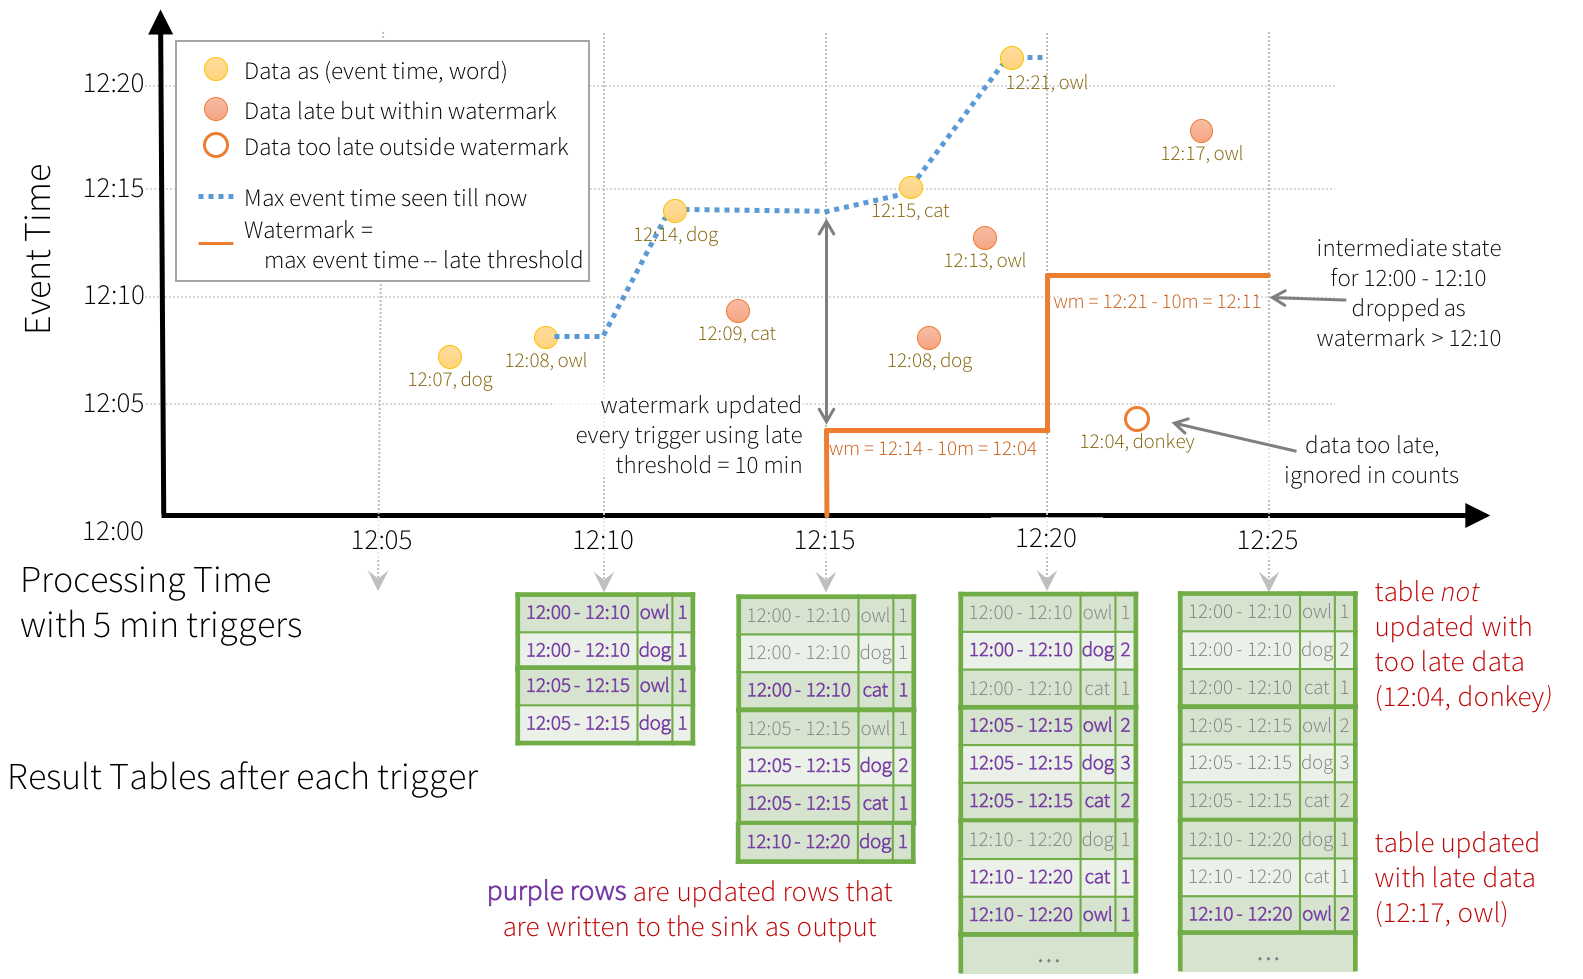 Data as (event time, word)
Data late but within watermark
Data too late outside watermark
Max event time seen till now
Watermark =
max event time -- late threshold
Event Time
12:20
12:15
12:10
12:05
12:00
12:07, dog
12:08, owl
12:14, dog
12:09, cat
12:15, cat
12:13, owl
12:08, dog
12:21, owl
12:17, owl
12:04, donkey
watermark updated
every trigger using late
threshold = 10 min
wm = 12:14 - 10m = 12:04
wm = 12:21 - 10m = 12:11
intermediate state
for 12:00 - 12:10
dropped as
watermark > 12:10
data too late,
ignored in counts
12:05
12:10
12:15
12:20
12:25
Processing Time
with 5 min triggers
Result Tables after each trigger
12:00 - 12:10 owl 1
12:00 - 12:10 dog 1
12:05 - 12:15 owl 1
12:05 - 12:15 dog 1
12:00 - 12:10 owl 1
12:00 - 12:10 dog 1
12:00 - 12:10 cat 1
12:05 - 12:15 owl 1
12:05 - 12:15 dog 2
12:05 - 12:15 cat 1
12:10 - 12:20 dog 1
12:00 - 12:10 owl 1
12:00 - 12:10 dog 2
12:00 - 12:10 cat 1
12:05 - 12:15 owl 2
12:05 - 12:15 dog 3
12:05 - 12:15 cat 2
12:10 - 12:20 dog 1
12:10 - 12:20 cat 1
12:10 - 12:20 owl 1
...
12:00 - 12:10 owl 1
12:00 - 12:10 dog 2
12:00 - 12:10 cat 1
12:05 - 12:15 owl 2
12:05 - 12:15 dog 3
12:05 - 12:15 cat 2
12:10 - 12:20 dog 1
12:10 - 12:20 cat 1
12:10 - 12:20 owl 2
...
purple rows are updated rows that
are written to the sink as output
table not
updated with
too late data
(12:04, donkey)
table updated
with late data
(12:17, owl)